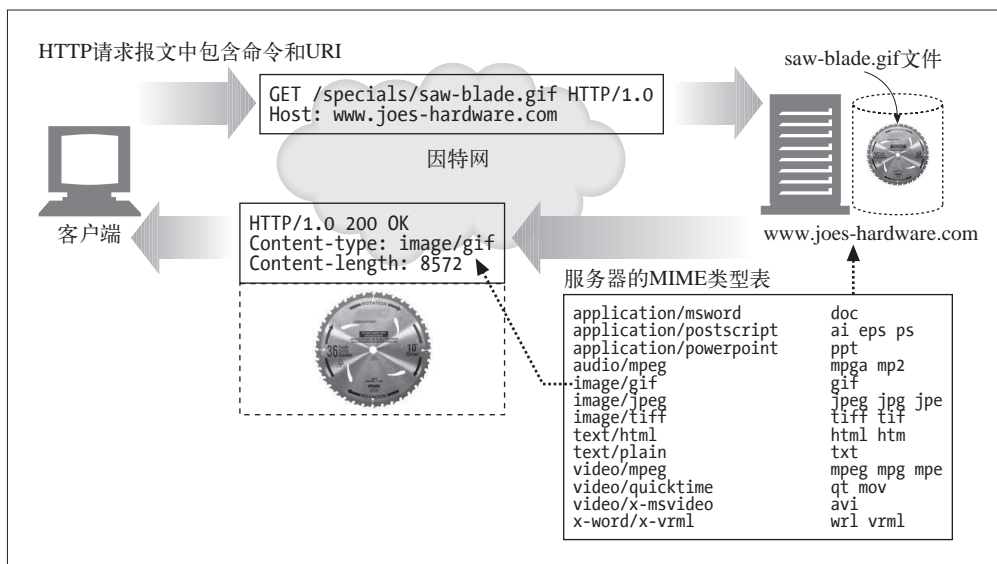 HTTP请求报文中包含命令和URI
saw-blade.gif文件
GET /specials/saw-blade.gif HTTP/1.0
Host: www.joes-hardware.com
因特网
客户端
HTTP/1.0 200 OK
Content-type: image/gif
Content-length: 8572
www.joes-hardware.com
服务器的MIME类型表
application/msword doc
application/postscript ai eps ps
application/powerpoint ppt
audio/mpeg mpga mp2
image/gif gif
image/jpeg jpeg jpg jpe
image/tiff tiff tif
text/html html htm
text/plain txt
video/mpeg mpeg mpg mpe
video/quicktime qt mov
video/x-msvideo avi
x-word/x-vrml wrl vrml
ROTATION
36
10"
ROTATION